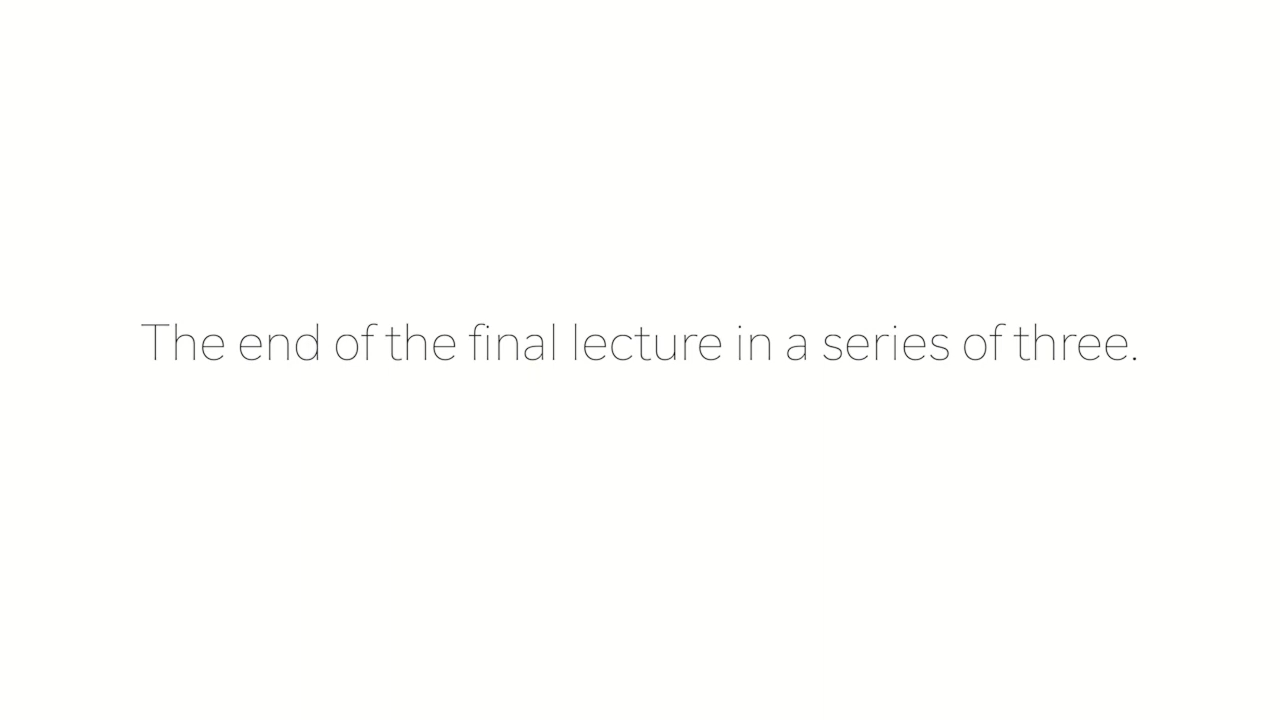 The end of the final lecture in a series of three.